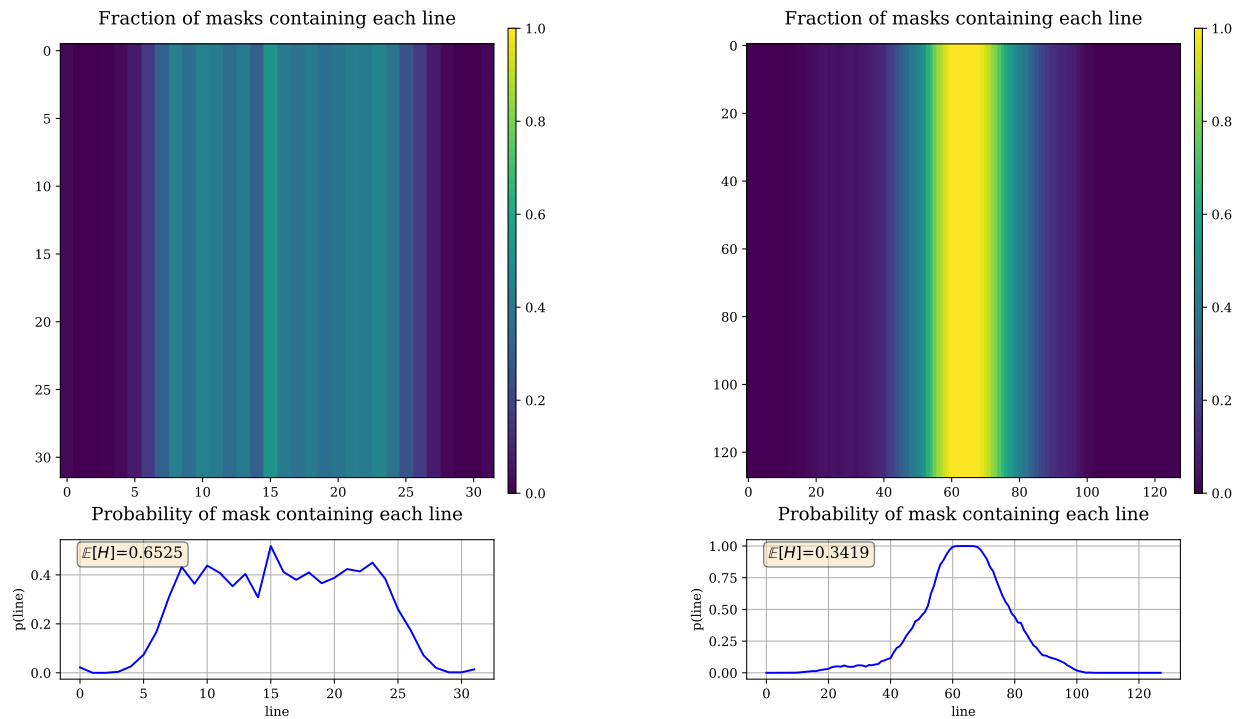 Fraction of masks containing each line
0
5
10
15
20
25
30
0 5 10 15 20 25 30
1.0
0.8
0.6
0.4
0.2
0.0
Probability of mask containing each line
𝔼[H]=0.6525
p(line)
0.4
0.2
0.0
0 5 10 15 20 25 30
line
Fraction of masks containing each line
0
20
40
60
80
100
120
0 20 40 60 80 100 120
1.0
0.8
0.6
0.4
0.2
0.0
Probability of mask containing each line
𝔼[H]=0.3419
p(line)
1.00
0.75
0.50
0.25
0.00
0 20 40 60 80 100 120
line